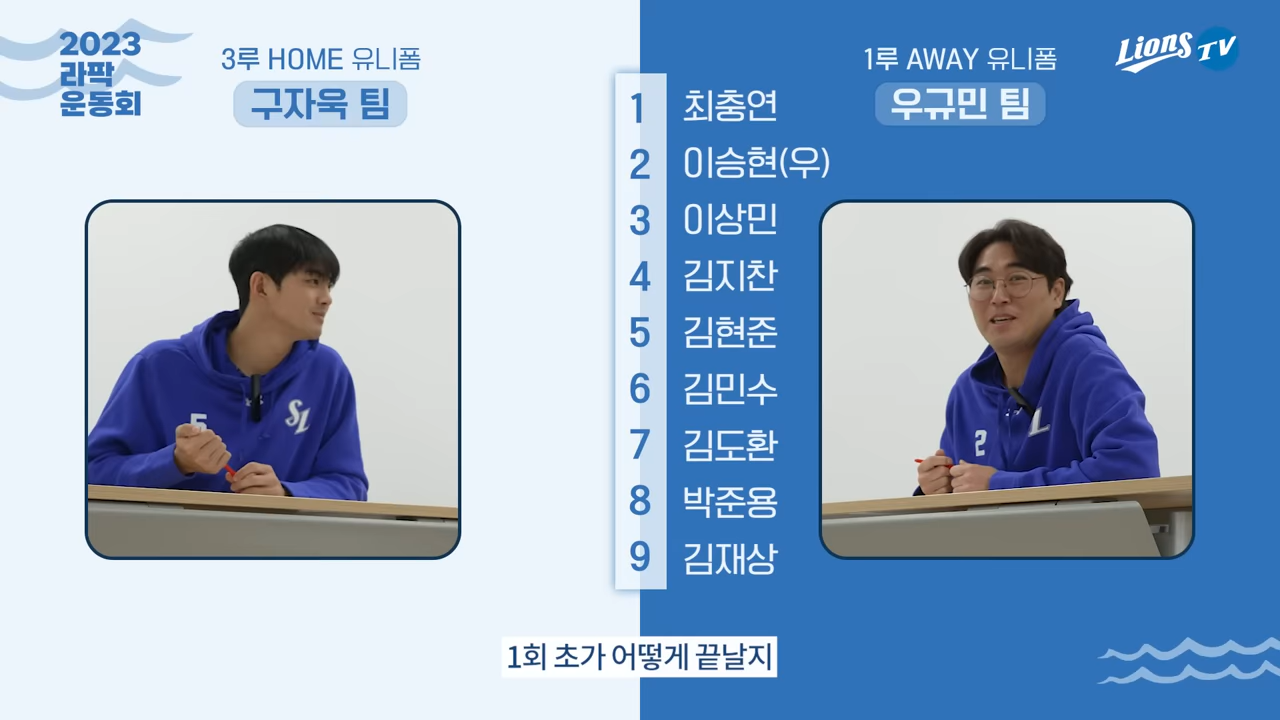 2023
라팍
운동회
3루 HOME 유니폼
구자욱 팀
1루 AWAY 유니폼
우규민 팀
Lions TV
1 최충연
2 이승현(우)
3 이상민
4 김지찬
5 김현준
6 김민수
7 김도환
8 박준용
9 김재상
5
SL
2
L
1회 초가 어떻게 끝날지